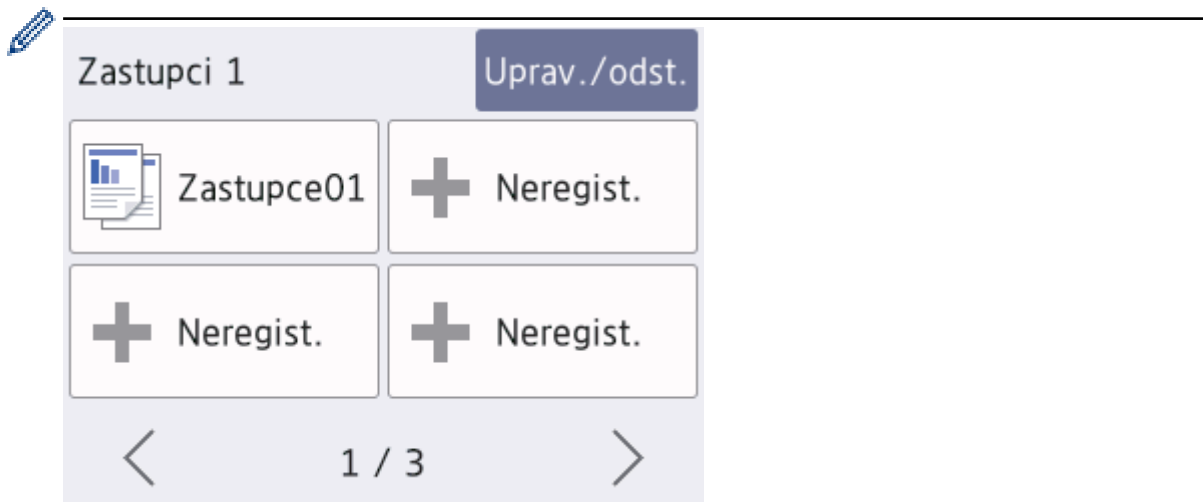 Zastupci 1
Uprav./odst.
Zastupce01
Neregist.
Neregist.
Neregist.
1 / 3